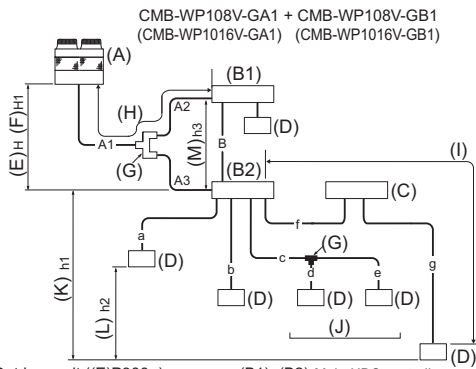 CMB-WP108V-GA1 + CMB-WP108V-GB1
(CMB-WP1016V-GA1) (CMB-WP1016V-GB1)
(A)
(B1)
(H)
A2
(D)
(E)H (F)H1
A1
(G)
(M)h3
B
(I)
A3
(B2)
(C)
a
f
(G)
(K) h1
(D)
b
c
d
e
g
(L) h2
(D)
(D)
(D)
(J)
(D)